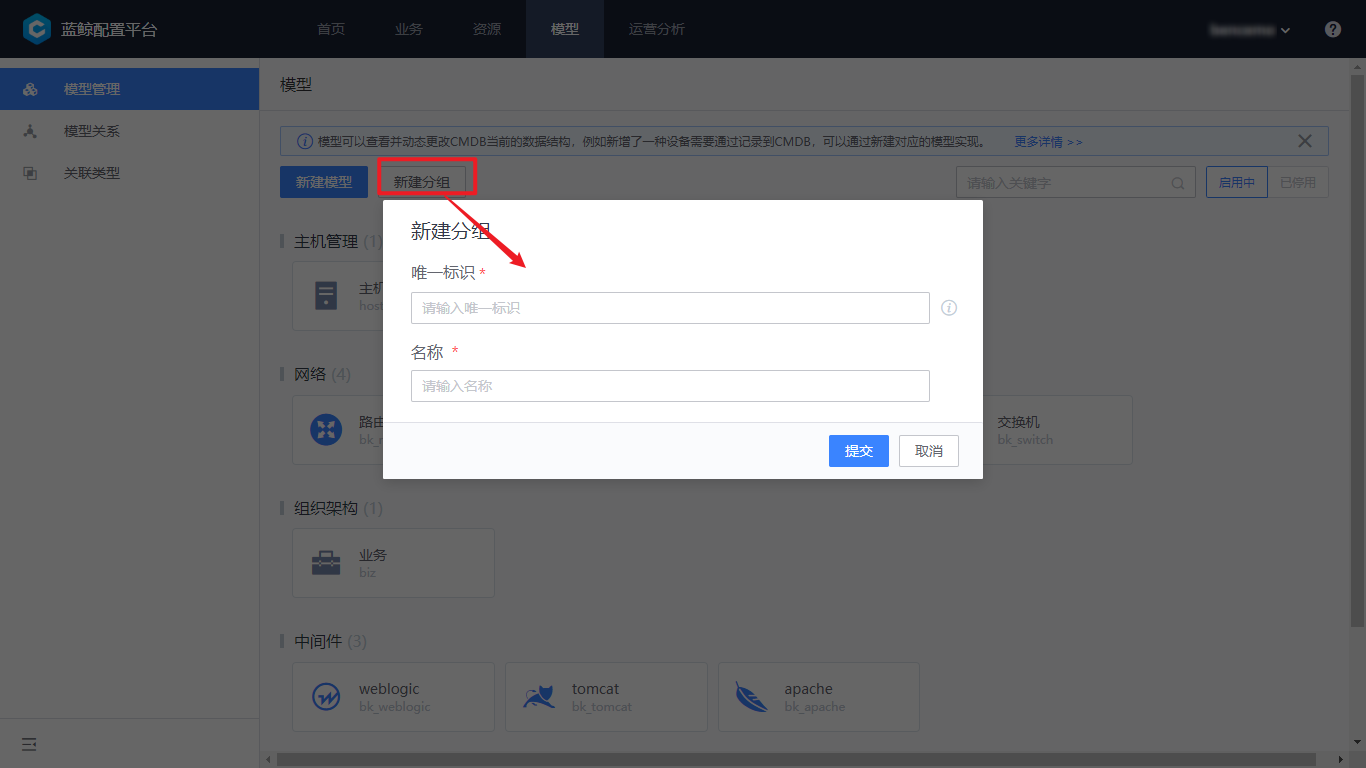 蓝鲸配置平台
首页
业务
资源
模型
运营分析
模型管理
模型关系
关联类型
模型
模型可以查看并动态更改CMDB当前的数据结构，例如新增了一种设备需要通过记录到CMDB，可以通过新建对应的模型实现。 更多详情 >>
新建模型
新建分组
请输入关键字
启用中
已停用
新建分组
唯一标识 *
请输入唯一标识
名称 *
请输入名称
提交
取消
主机管理 (1)
主机
host
网络 (4)
路由
bk_r
交换机
bk_switch
组织架构 (1)
业务
biz
中间件 (3)
weblogic
bk_weblogic
tomcat
bk_tomcat
apache
bk_apache